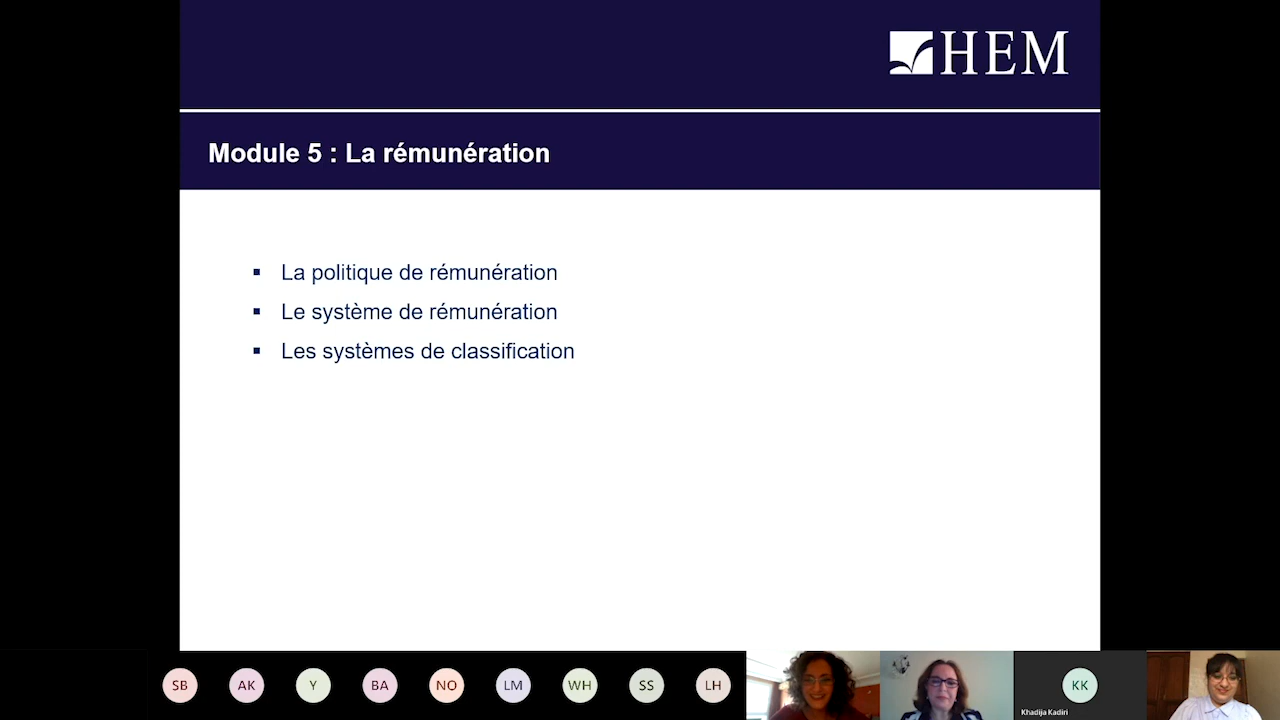 HEM
Module 5 : La rémunération
▪ La politique de rémunération
▪ Le système de rémunération
▪ Les systèmes de classification
SB
AK
Y
BA
NO
LM
WH
SS
LH
KK
Khadija Kadiri